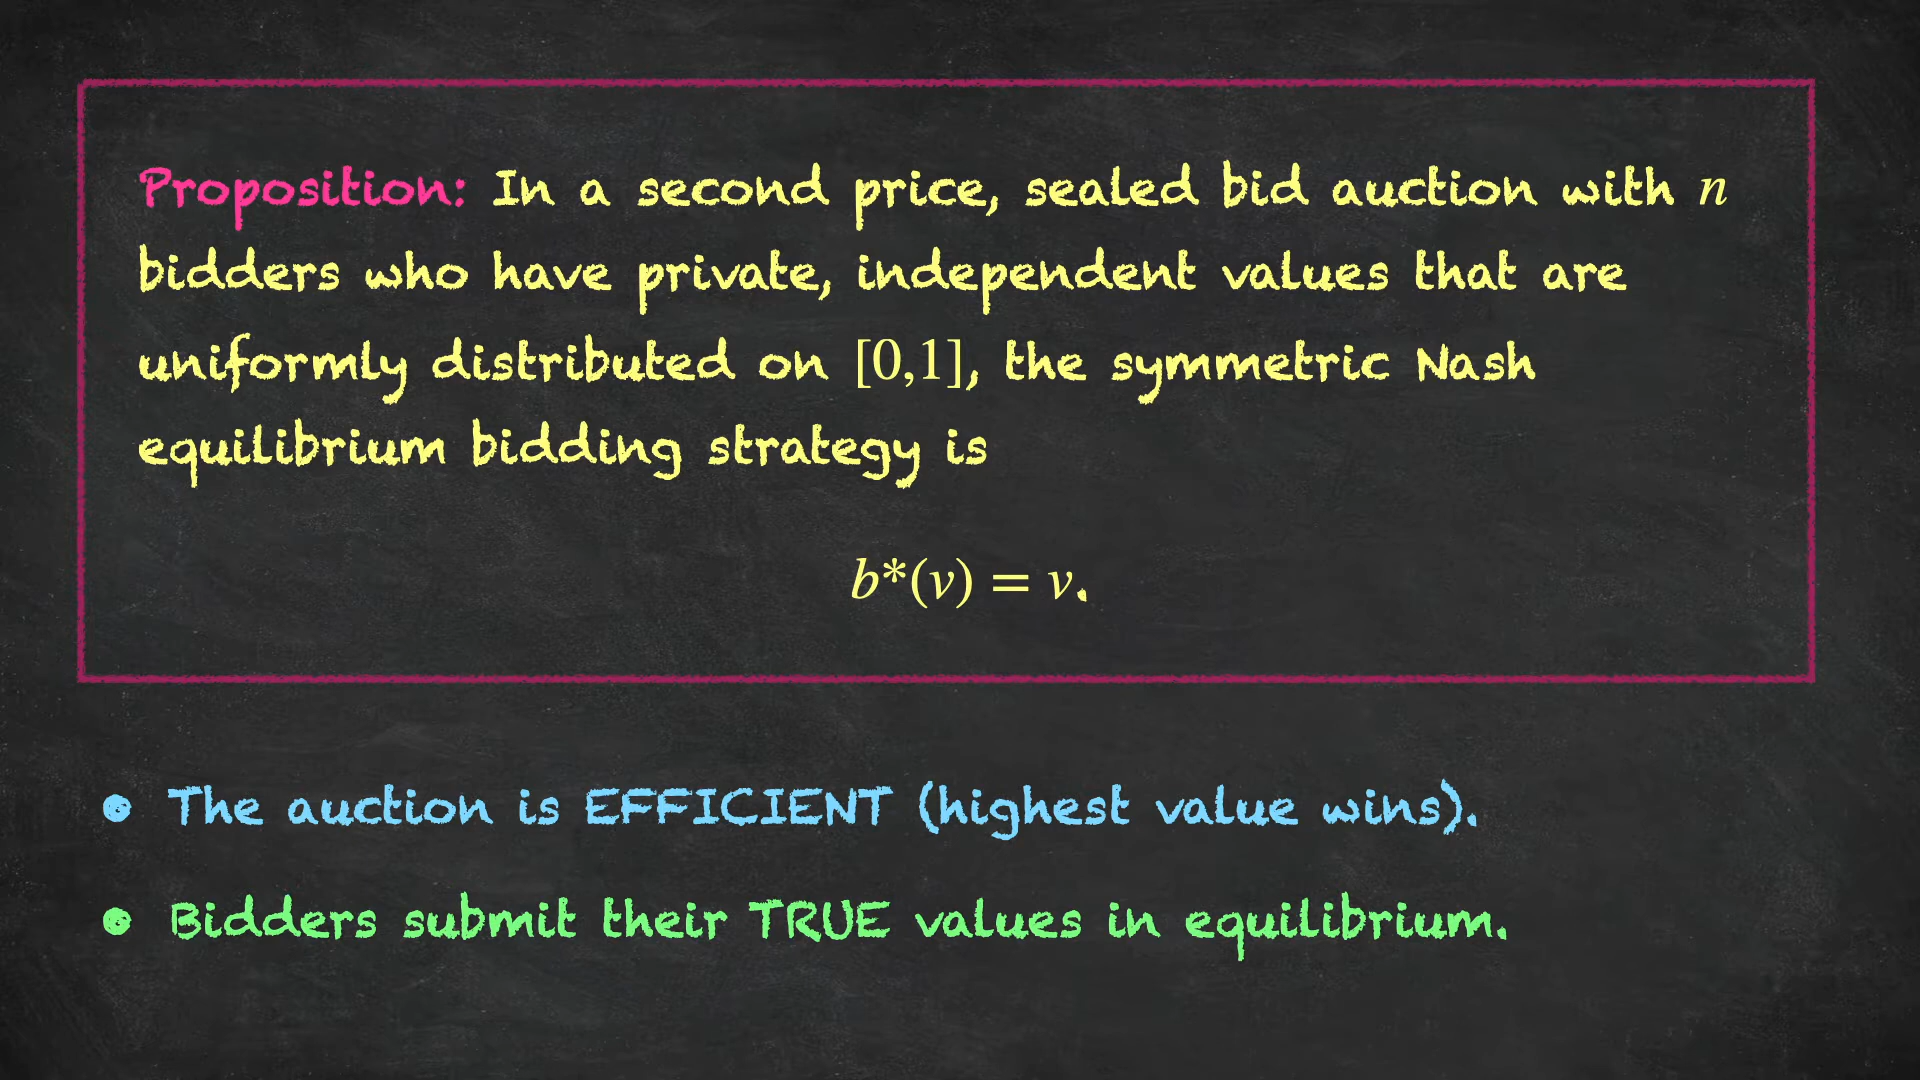 Proposition: In a second price, sealed bid auction with n
bidders who have private, independent values that are
uniformly distributed on [0,1], the symmetric Nash
equilibrium bidding strategy is
b*(v) = v.
• The auction is EFFICIENT (highest value wins).
• Bidders submit their TRUE values in equilibrium.